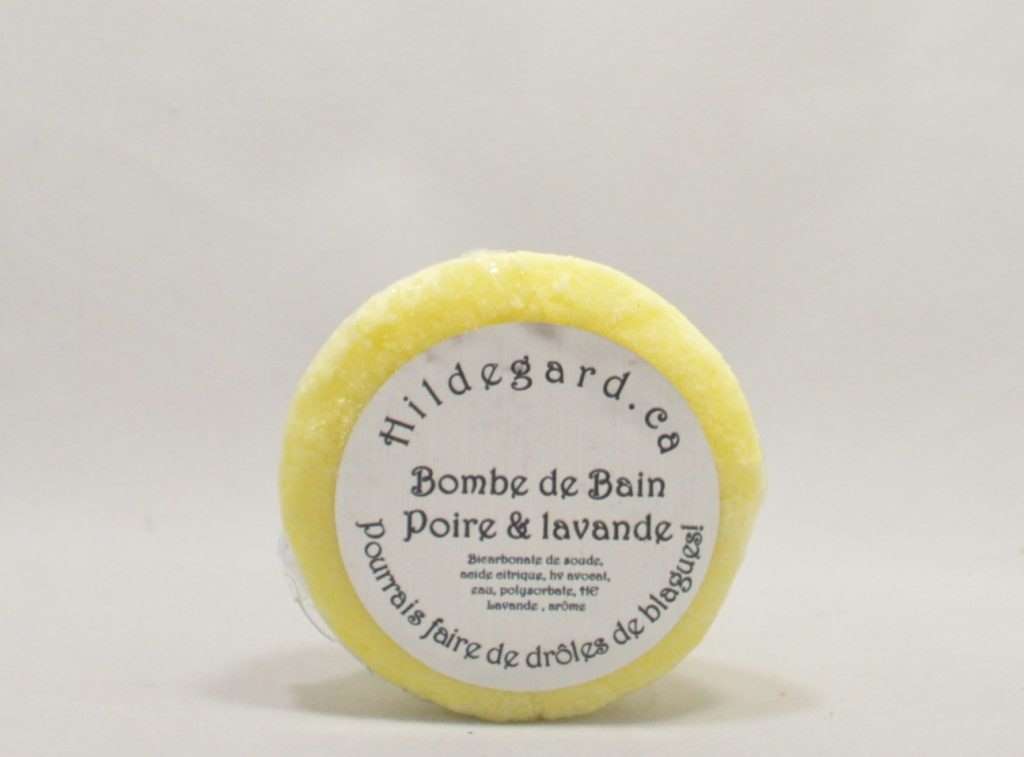 Hildegard.ca
Bombe de Bain
Poire & lavande
Bicarbonate de soude,
acide citrique, hv avocat,
eau, polysorbate, HE
Lavande , arôme
Pourrais faire de drôles de blagues!